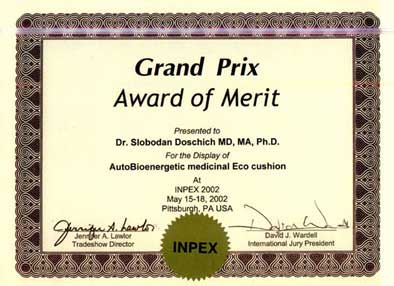 Grand Prix
Award of Merit
Presented to
Dr. Slobodan Doschich MD, MA, Ph.D.
For the Display of
AutoBioenergetic medicinal Eco cushion
At
INPEX 2002
May 15-18, 2002
Pittsburgh, PA USA
Jennifer A. Lawlor
Jennifer A. Lawlor
Tradeshow Director
INPEX
David J. Wardell
International Jury President